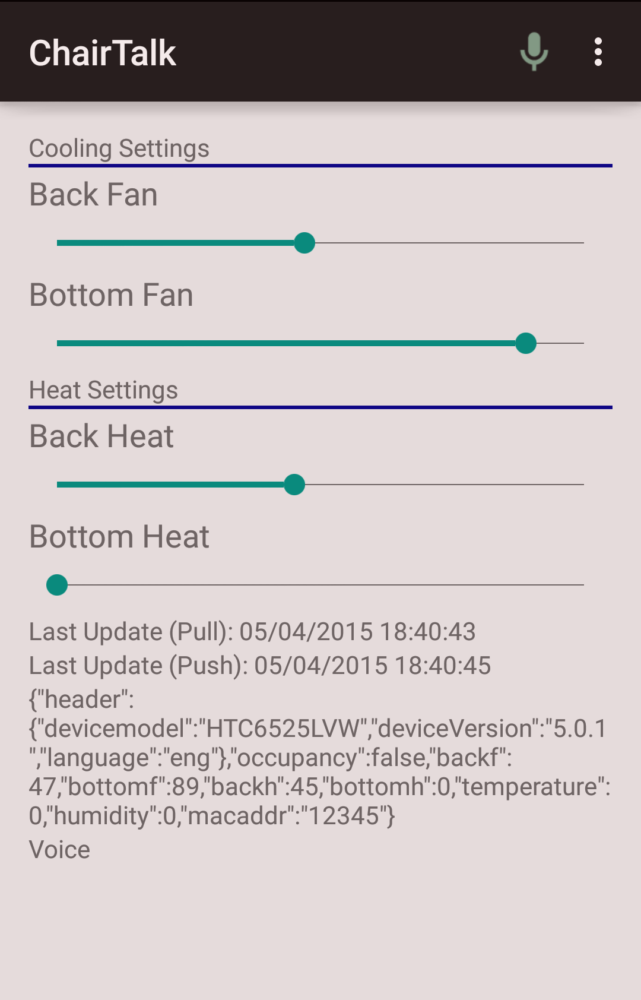 ChairTalk
Cooling Settings
Back Fan
Bottom Fan
Heat Settings
Back Heat
Bottom Heat
Last Update (Pull): 05/04/2015 18:40:43
Last Update (Push): 05/04/2015 18:40:45
{"header":
{"devicemodel":"HTC6525LVW","deviceVersion":"5.0.1
","language":"eng"},"occupancy":false,"backf":
47,"bottomf":89,"backh":45,"bottomh":0,"temperature":
0,"humidity":0,"macaddr":"12345"}
Voice